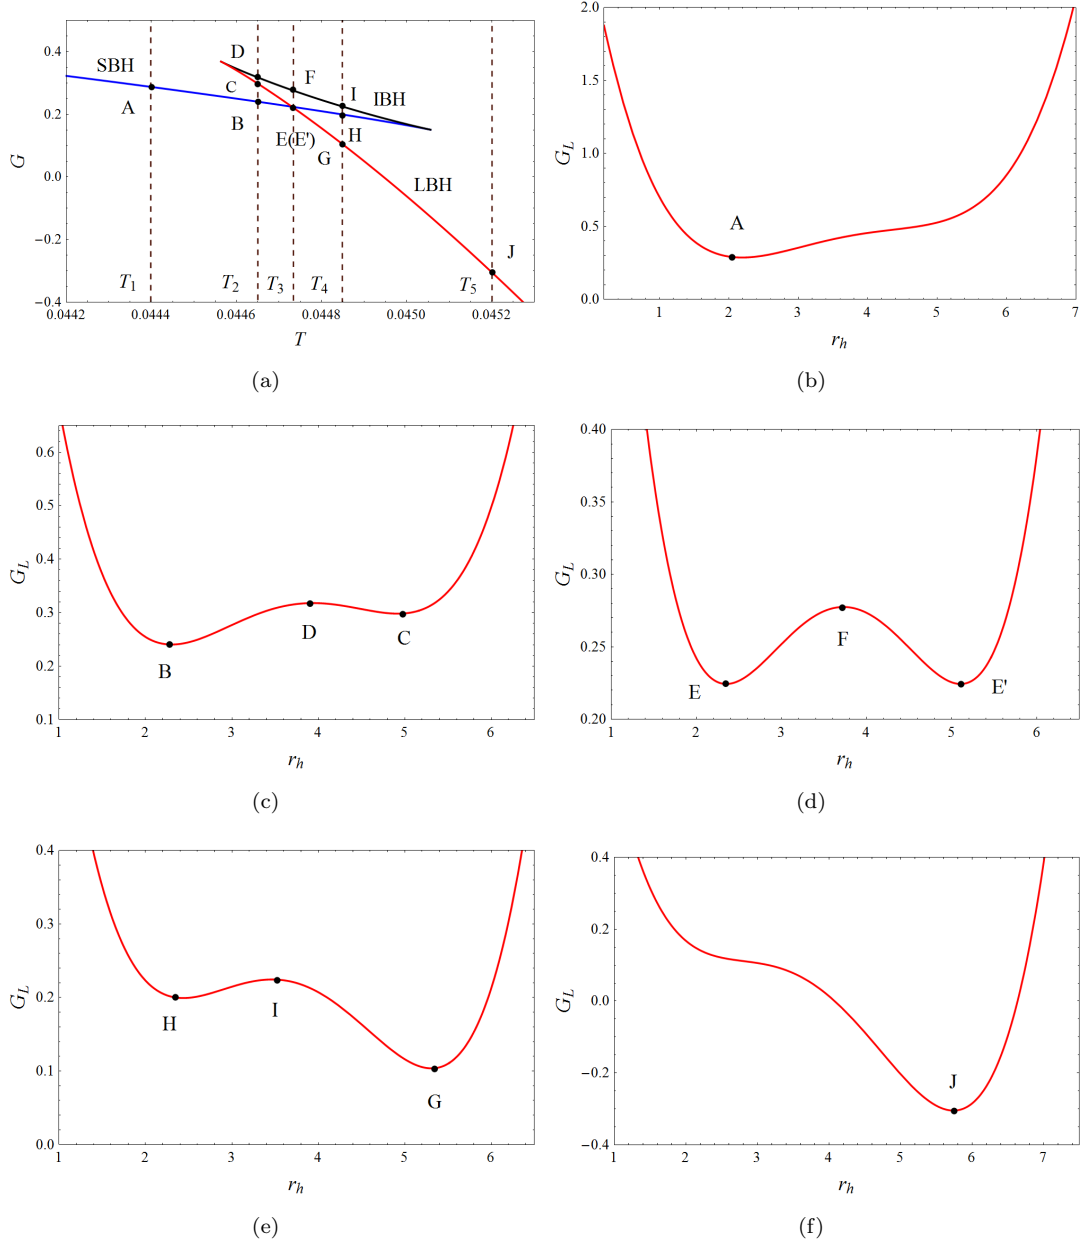 0.4
0.2
0.0
−0.2
−0.4
G
SBH
A
D
C
B
F
E(E')
I
H
G
IBH
LBH
J
T1
T2
T3
T4
T5
0.0442 0.0444 0.0446 0.0448 0.0450 0.0452
T
(a)
2.0
1.5
1.0
0.5
0.0
GL
A
1 2 3 4 5 6 7
rh
(b)
0.6
0.5
0.4
0.3
0.2
0.1
GL
B
D
C
1 2 3 4 5 6
rh
(c)
0.40
0.35
0.30
0.25
0.20
GL
E
F
E'
1 2 3 4 5 6
rh
(d)
0.4
0.3
0.2
0.1
0.0
GL
H
I
G
1 2 3 4 5 6
rh
(e)
0.4
0.2
0.0
−0.2
−0.4
GL
J
1 2 3 4 5 6 7
rh
(f)